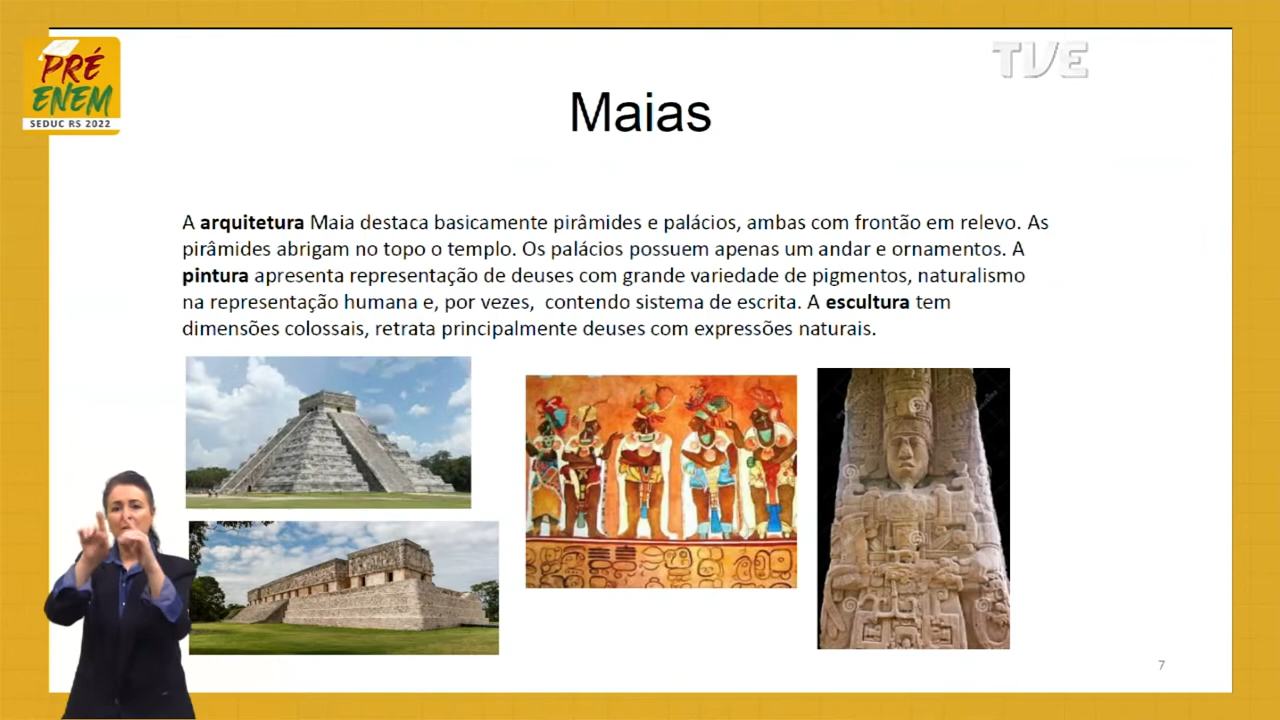 PRÉ
ENEM
SEDUC RS 2022
TVE
Maias
A arquitetura Maia destaca basicamente pirâmides e palácios, ambas com frontão em relevo. As
pirâmides abrigam no topo o templo. Os palácios possuem apenas um andar e ornamentos. A
pintura apresenta representação de deuses com grande variedade de pigmentos, naturalismo
na representação humana e, por vezes,  contendo sistema de escrita. A escultura tem
dimensões colossais, retrata principalmente deuses com expressões naturais.
7